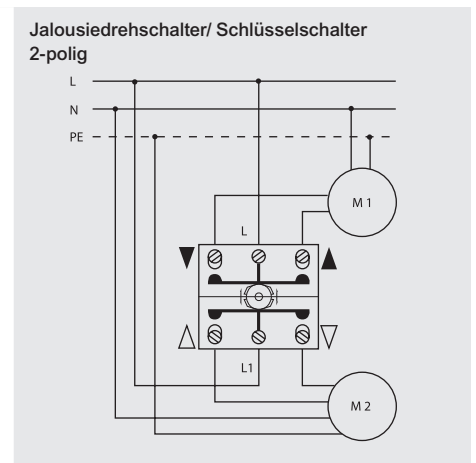 Jalousiedrehschalter/ Schlüsselschalter
2-polig
L
N
PE
M 1
L
L1
M 2